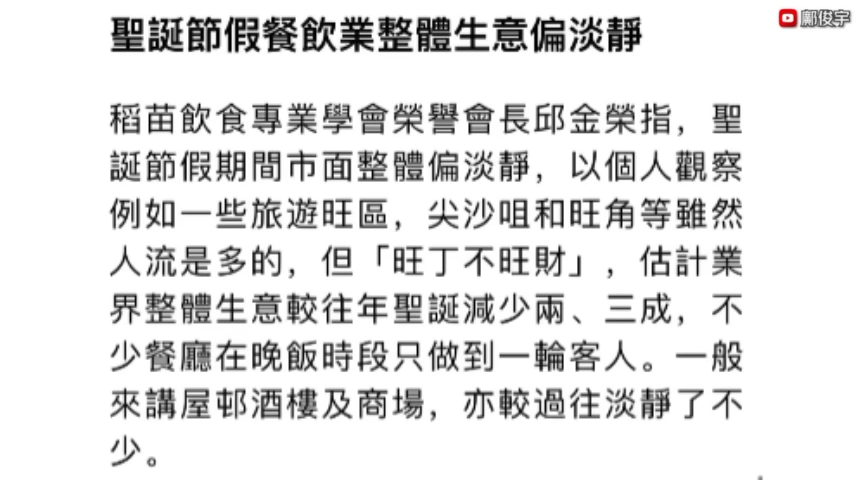 聖誕節假餐飲業整體生意偏淡靜
鄺俊宇
稻苗飲食專業學會榮譽會長邱金榮指，聖
誕節假期間市面整體偏淡靜，以個人觀察
例如一些旅遊旺區，尖沙咀和旺角等雖然
人流是多的，但「旺丁不旺財」，估計業
界整體生意較往年聖誕減少兩、三成，不
少餐廳在晚飯時段只做到一輪客人。一般
來講屋邨酒樓及商場，亦較過往淡靜了不
少。